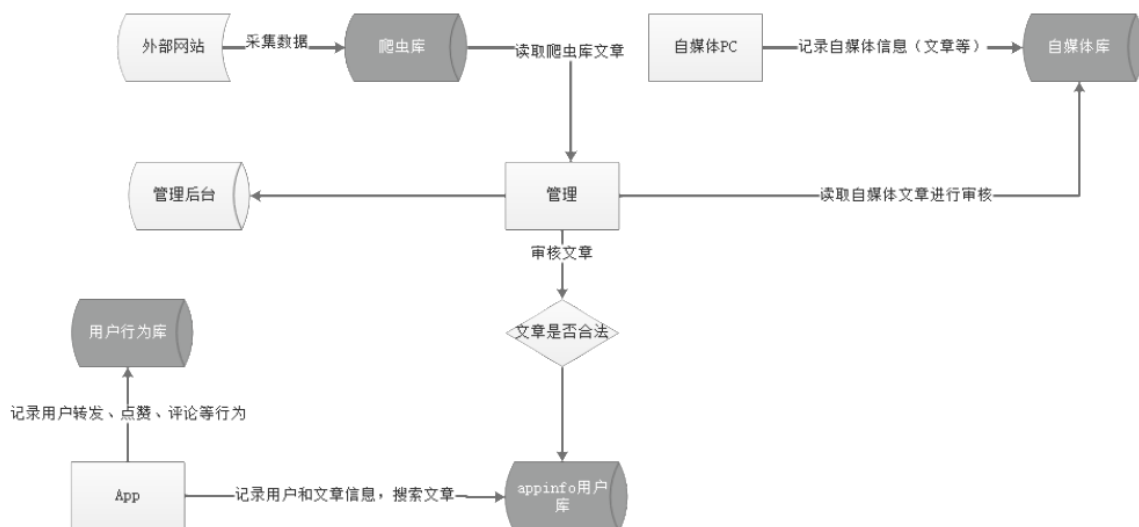 外部网站
采集数据
爬虫库
读取爬虫库文章
自媒体PC
记录自媒体信息（文章等）
自媒体库
管理后台
管理
读取自媒体文章进行审核
审核文章
用户行为库
文章是否合法
记录用户转发、点赞、评论等行为
App
记录用户和文章信息，搜索文章
appinfo用户
库